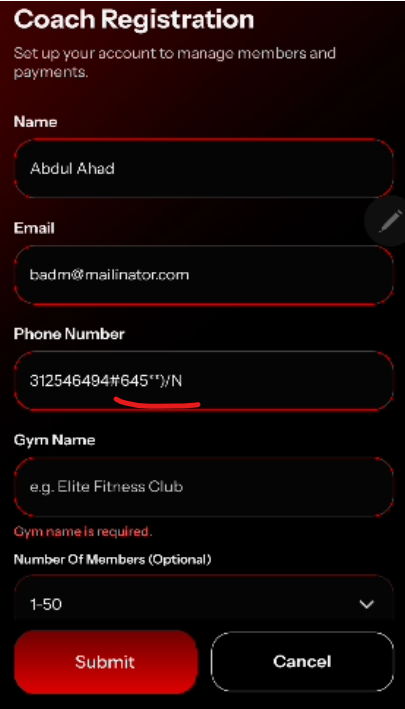 Coach Registration
Set up your account to manage members and
payments.
Name
Abdul Ahad
Email
badm@mailinator.com
Phone Number
312546494#645**)/N
Gym Name
e.g. Elite Fitness Club
Gym name is required.
Number Of Members (Optional)
1-50
Submit
Cancel